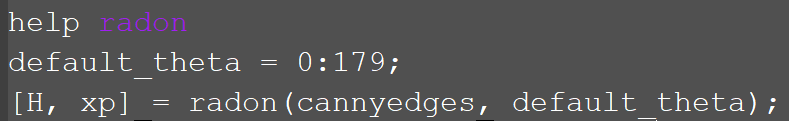 help radon
default_theta = 0:179;
[H, xp] = radon(cannyedges, default_theta);